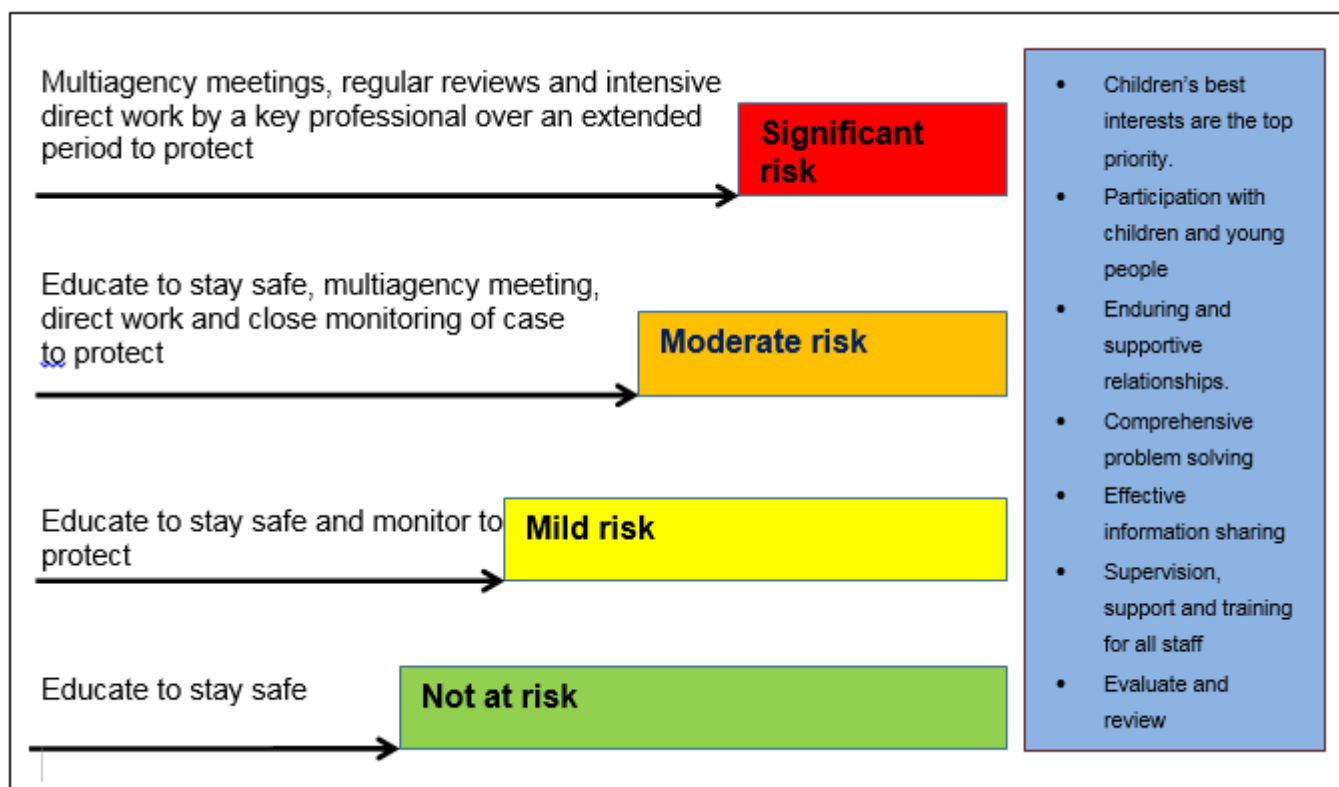 Multiagency meetings, regular reviews and intensive
direct work by a key professional over an extended
period to protect
Significant
risk
Educate to stay safe, multiagency meeting,
direct work and close monitoring of case
to protect
Moderate risk
Educate to stay safe and monitor to
protect
Mild risk
Educate to stay safe
Not at risk
• Children’s best
interests are the top
priority.
• Participation with
children and young
people
• Enduring and
supportive
relationships.
• Comprehensive
problem solving
• Effective
information sharing
• Supervision,
support and training
for all staff
• Evaluate and
review